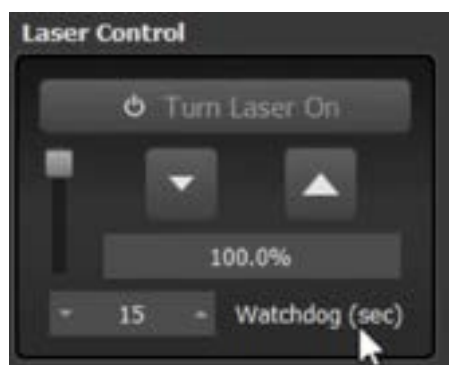 Laser Control
Turn Laser On
100.0%
15 Watchdog (sec)